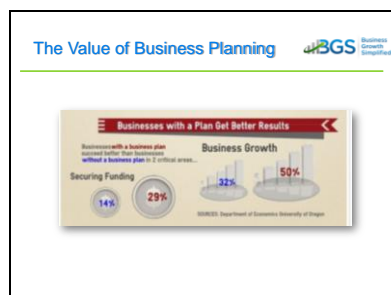 The Value of Business Planning
BGS Business Growth Simplified
Businesses with a Plan Get Better Results
Businesses with a business plan
succeed better than businesses
without a business plan in 2 critical areas...
Business Growth
Securing Funding
14%
29%
32%
50%
SOURCES: Department of Economics University of Oregon